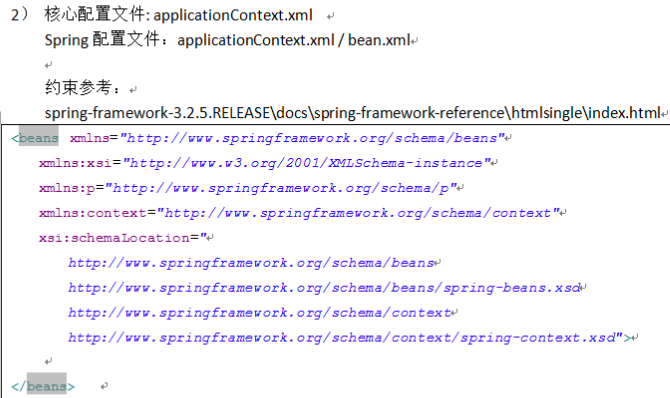 2） 核心配置文件: applicationContext.xml
Spring 配置文件：applicationContext.xml / bean.xml
约束参考：
spring-framework-3.2.5.RELEASE\docs\spring-framework-reference\htmlsingle\index.html
<beans xmlns="http://www.springframework.org/schema/beans"
xmlns:xsi="http://www.w3.org/2001/XMLSchema-instance"
xmlns:p="http://www.springframework.org/schema/p"
xmlns:context="http://www.springframework.org/schema/context"
xsi:schemaLocation="
http://www.springframework.org/schema/beans
http://www.springframework.org/schema/beans/spring-beans.xsd
http://www.springframework.org/schema/context
http://www.springframework.org/schema/context/spring-context.xsd">
</beans>